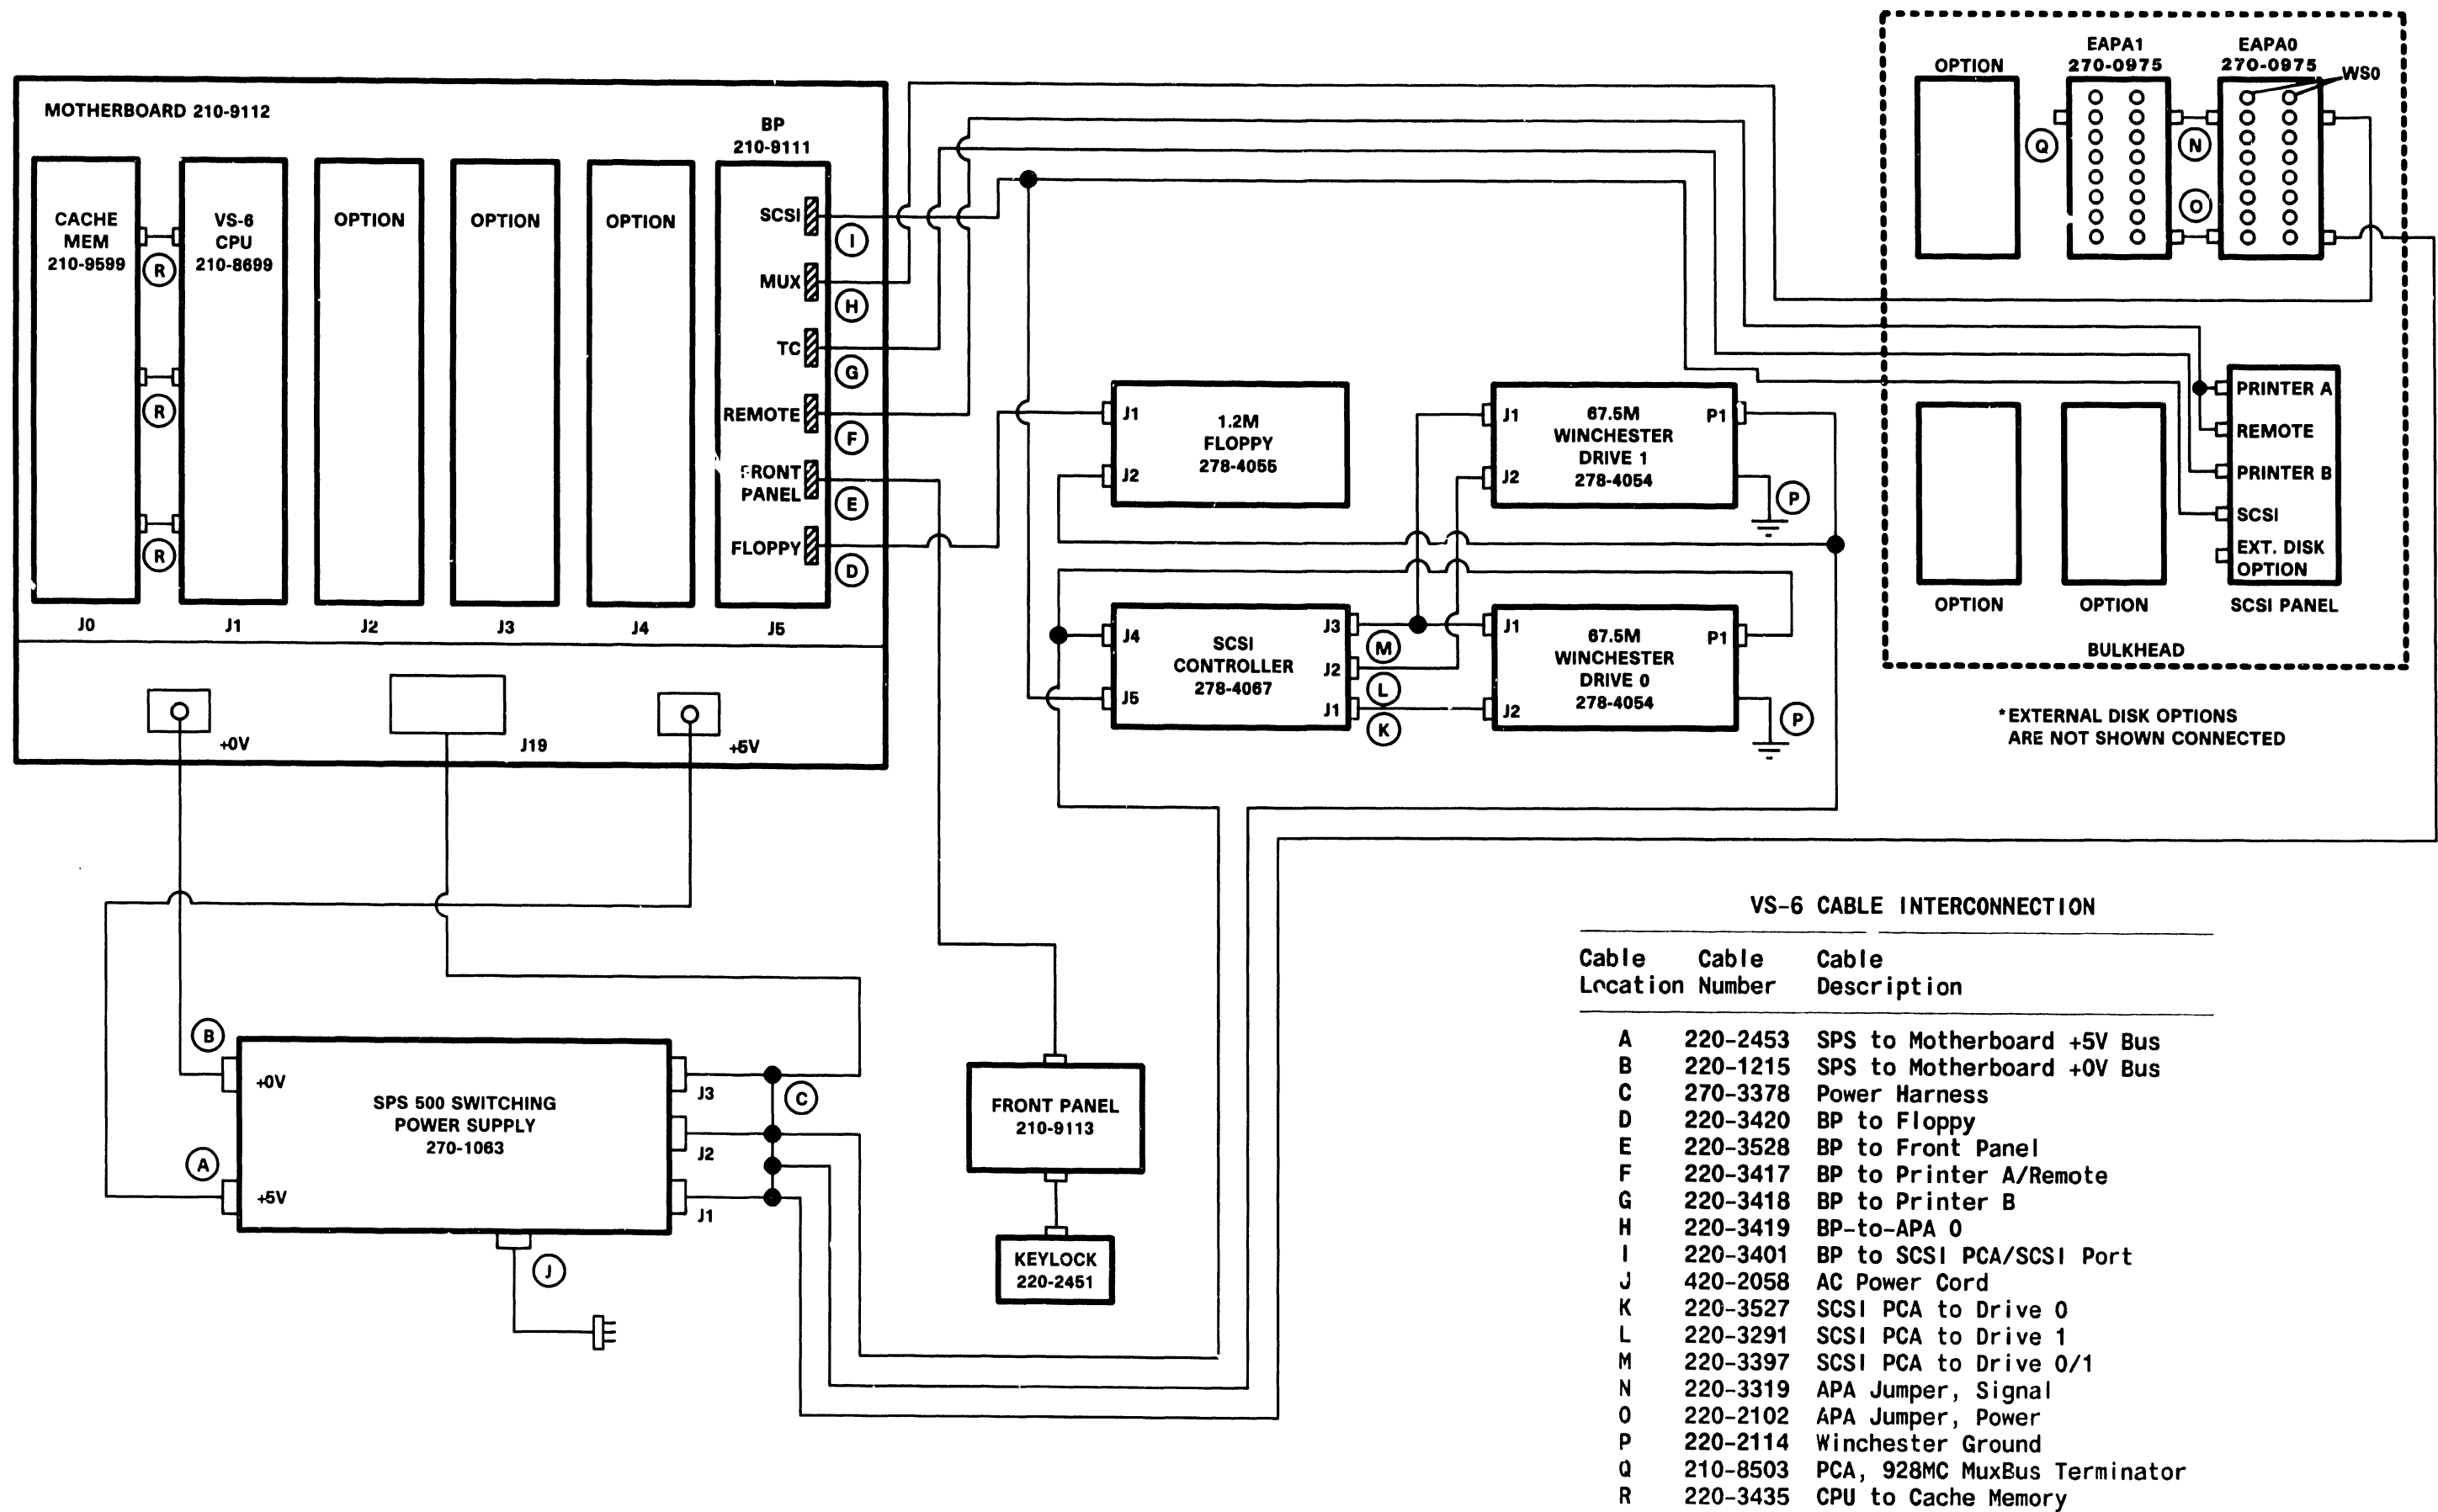 MOTHERBOARD 210-9112
BP
210-9111
CACHE
MEM
210-9599
R
R
R
VS-6
CPU
210-8699
OPTION
OPTION
OPTION
SCSI
I
MUX
H
TC
G
REMOTE
F
FRONT
PANEL
E
FLOPPY
D
J0
J1
J2
J3
J4
J5
+0V
J19
+5V
J1
J2
1.2M
FLOPPY
278-4055
J1
J2
67.5M
WINCHESTER
DRIVE 1
278-4054
P1
P
J4
J5
SCSI
CONTROLLER
278-4067
J3
J2
J1
M
L
K
J1
J2
67.5M
WINCHESTER
DRIVE 0
278-4054
P1
P
OPTION
EAPA1
270-0975
EAPA0
270-0975
WS0
Q
N
O
PRINTER A
REMOTE
PRINTER B
SCSI
EXT. DISK
OPTION
OPTION
OPTION
SCSI PANEL
BULKHEAD
*EXTERNAL DISK OPTIONS
ARE NOT SHOWN CONNECTED
B
+0V
A
+5V
SPS 500 SWITCHING
POWER SUPPLY
270-1063
J3
J2
J1
C
J
FRONT PANEL
210-9113
KEYLOCK
220-2451
VS-6 CABLE INTERCONNECTION
Cable Cable Cable
Location Number Description
A 220-2453 SPS to Motherboard +5V Bus
B 220-1215 SPS to Motherboard +0V Bus
C 270-3378 Power Harness
D 220-3420 BP to Floppy
E 220-3528 BP to Front Panel
F 220-3417 BP to Printer A/Remote
G 220-3418 BP to Printer B
H 220-3419 BP-to-APA 0
I 220-3401 BP to SCSI PCA/SCSI Port
J 420-2058 AC Power Cord
K 220-3527 SCSI PCA to Drive 0
L 220-3291 SCSI PCA to Drive 1
M 220-3397 SCSI PCA to Drive 0/1
N 220-3319 APA Jumper, Signal
O 220-2102 APA Jumper, Power
P 220-2114 Winchester Ground
Q 210-8503 PCA, 928MC MuxBus Terminator
R 220-3435 CPU to Cache Memory